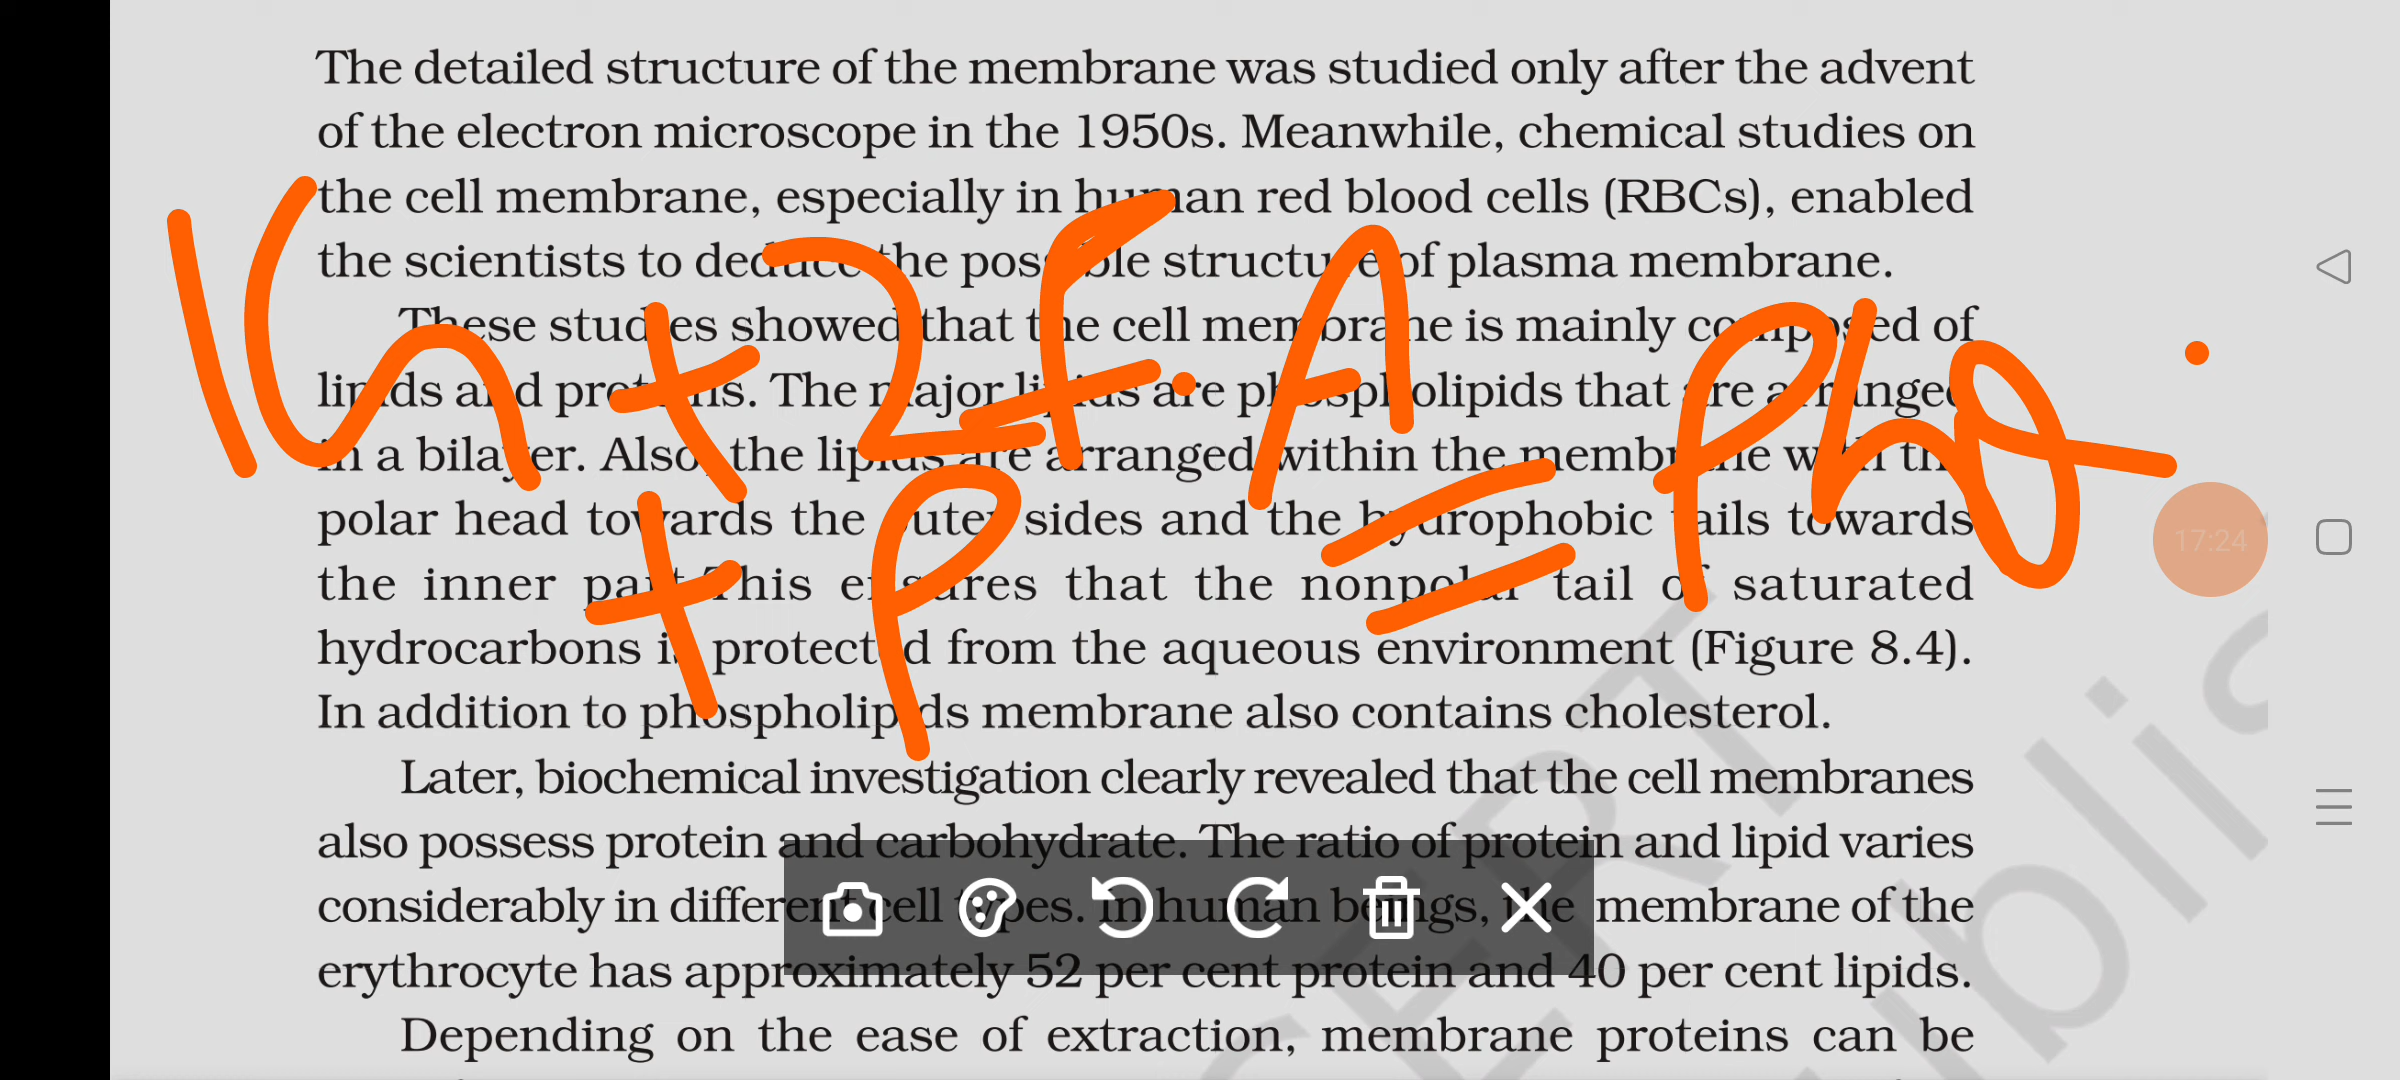 The detailed structure of the membrane was studied only after the advent
of the electron microscope in the 1950s. Meanwhile, chemical studies on
the cell membrane, especially in human red blood cells (RBCs), enabled
the scientists to deduce the possible structure of plasma membrane.
These studies showed that the cell membrane is mainly composed of
lipids and proteins. The major lipids are phospholipids that are arranged
in a bilayer. Also, the lipids are arranged within the membrane with the
polar head towards the outer sides and the hydrophobic tails towards
the inner part. This ensures that the nonpolar tail of saturated
hydrocarbons is protected from the aqueous environment (Figure 8.4).
In addition to phospholipids membrane also contains cholesterol.
Later, biochemical investigation clearly revealed that the cell membranes
also possess protein and carbohydrate. The ratio of protein and lipid varies
considerably in different cell types. In human beings, the membrane of the
erythrocyte has approximately 52 per cent protein and 40 per cent lipids.
Depending on the ease of extraction, membrane proteins can be
+ 2 F.A = Pho.
+ P
17:24